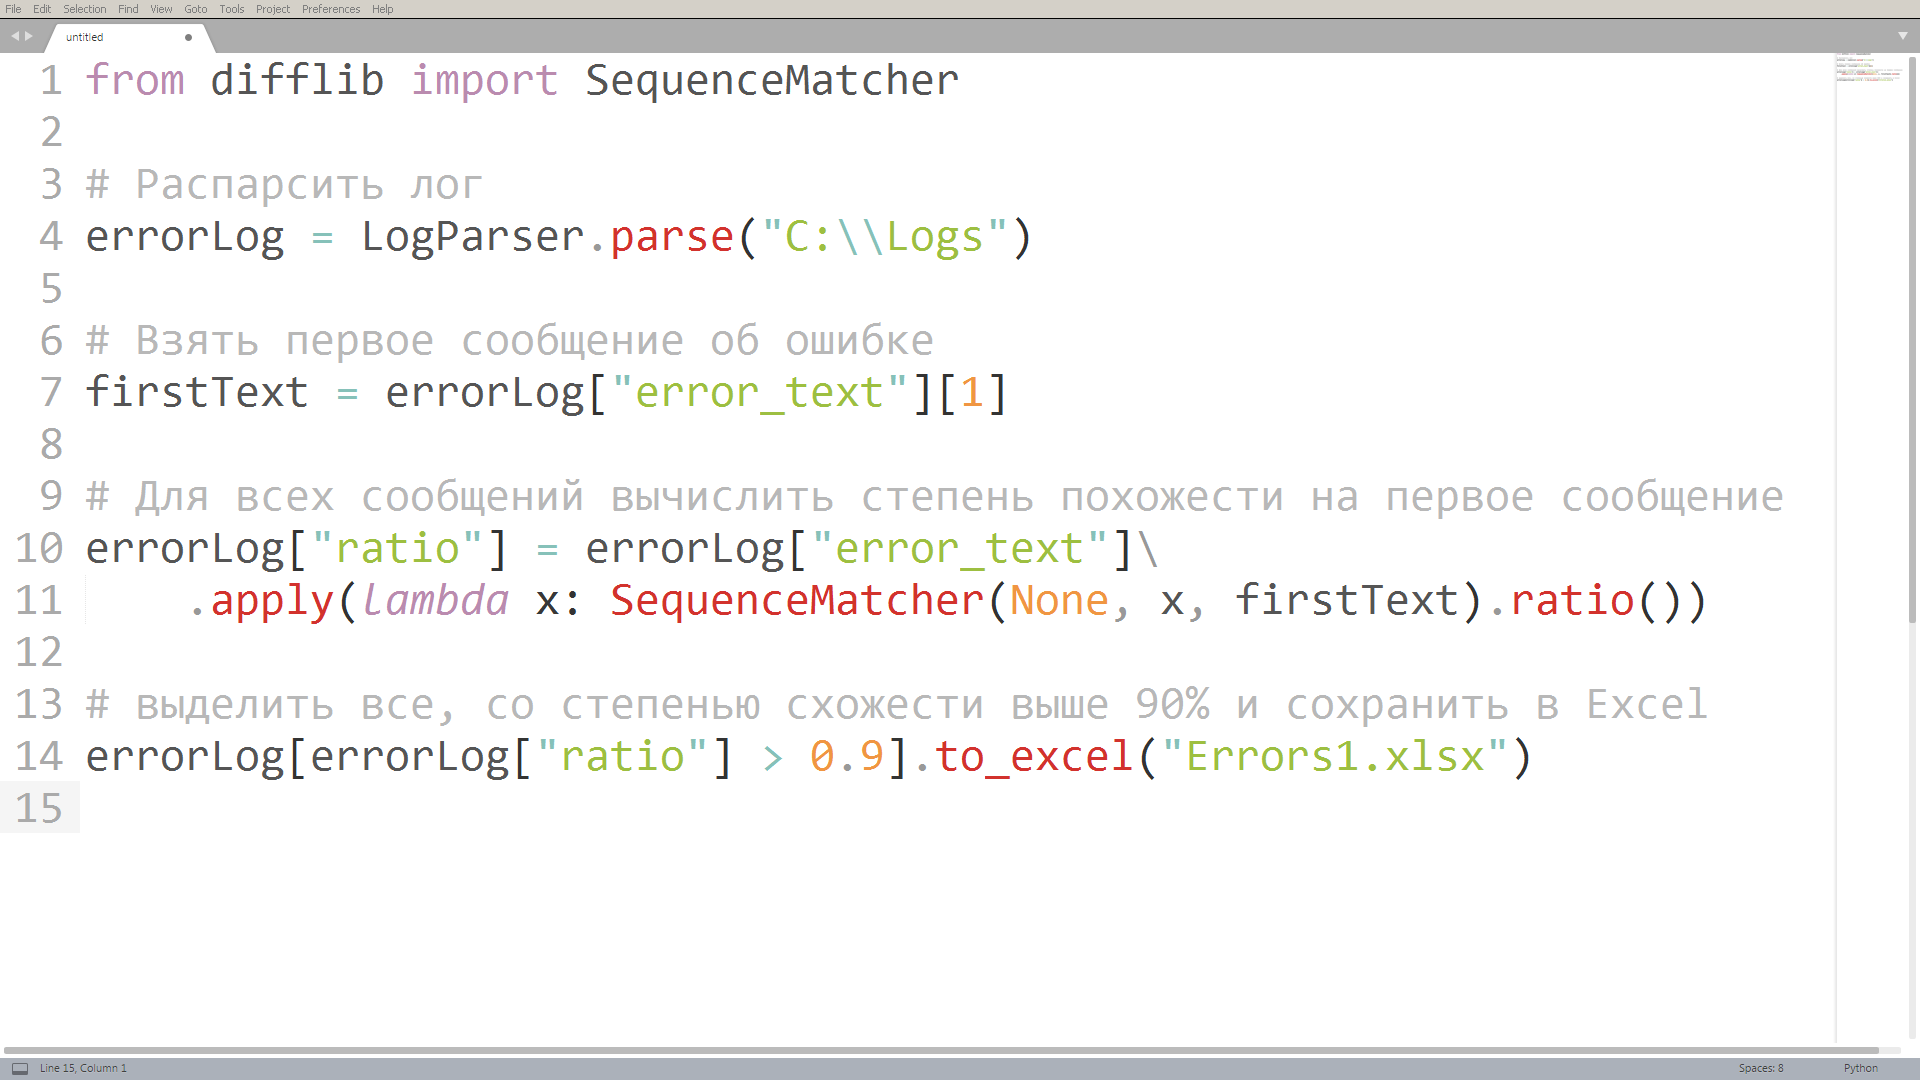 File Edit Selection Find View Goto Tools Project Preferences Help
untitled
1 from difflib import SequenceMatcher
2
3 # Распарсить лог
4 errorLog = LogParser.parse("C:\\Logs")
5
6 # Взять первое сообщение об ошибке
7 firstText = errorLog["error_text"][1]
8
9 # Для всех сообщений вычислить степень похожести на первое сообщение
10 errorLog["ratio"] = errorLog["error_text"]\
11     .apply(lambda x: SequenceMatcher(None, x, firstText).ratio())
12
13 # выделить все, со степенью схожести выше 90% и сохранить в Excel
14 errorLog[errorLog["ratio"] > 0.9].to_excel("Errors1.xlsx")
15
Line 15, Column 1 Spaces: 8 Python